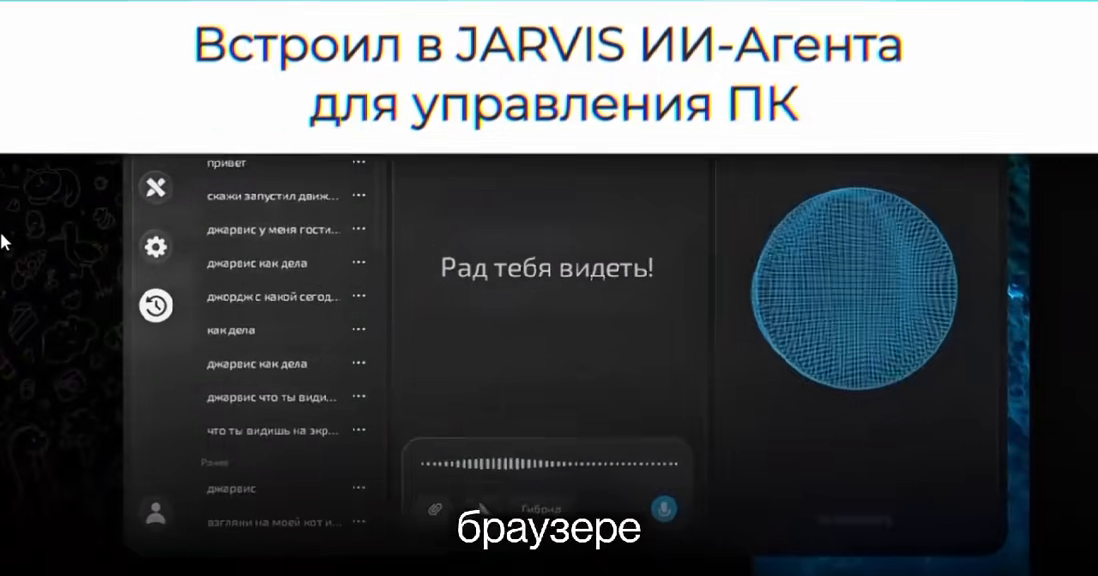 Встроил в JARVIS ИИ-Агента
для управления ПК
привет
скажи запустил движ...
джарвис у меня гости...
джарвис как дела
джордж с какой сегод...
как дела
джарвис как дела
джарвис что ты види...
что ты видишь на экр...
Ранее
джарвис
взгляни на мой кот и...
Рад тебя видеть!
Гибрид
браузере